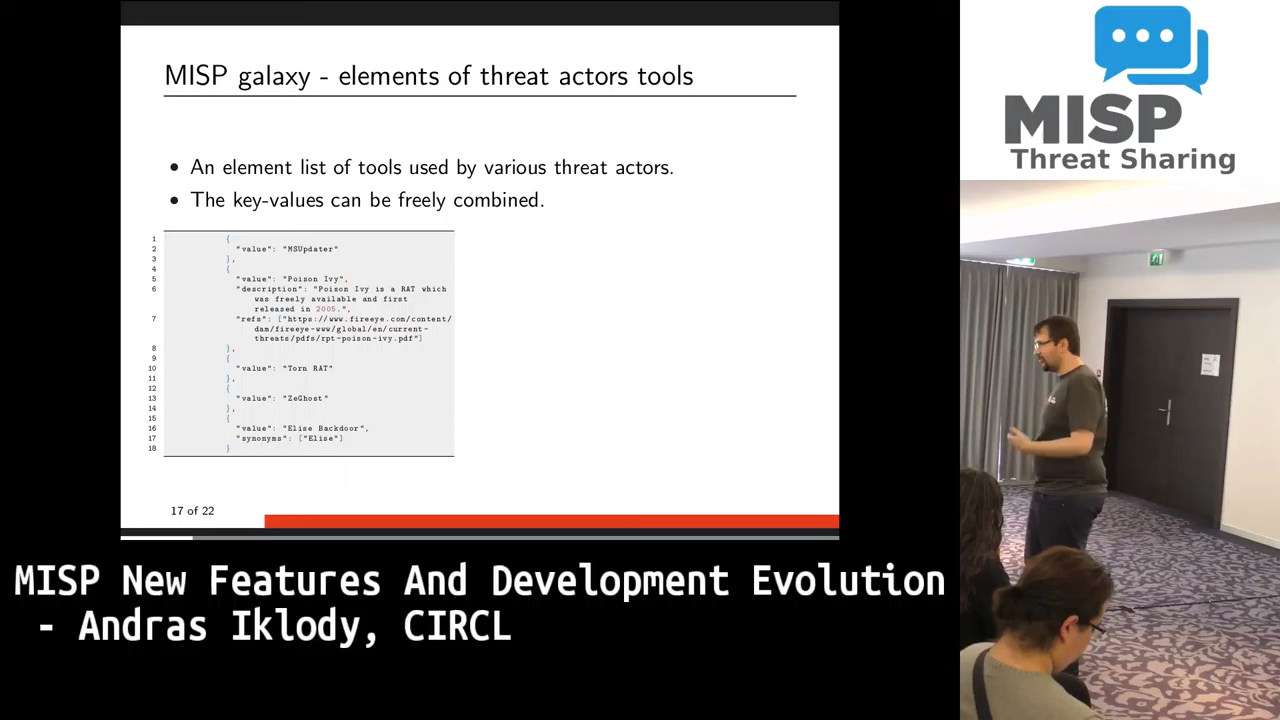 MISP galaxy - elements of threat actors tools
• An element list of tools used by various threat actors.
• The key-values can be freely combined.
1 {
2 "value": "MSUpdater"
3 },
4 {
5 "value": "Poison Ivy",
6 "description": "Poison Ivy is a RAT which
was freely available and first
released in 2005.",
7 "refs": ["https://www.fireeye.com/content/
dam/fireeye-www/global/en/current-
threats/pdfs/rpt-poison-ivy.pdf"]
8 },
9 {
10 "value": "Torn RAT"
11 },
12 {
13 "value": "ZeGhost"
14 },
15 {
16 "value": "Elise Backdoor",
17 "synonyms": ["Elise"]
18 }
17 of 22
MISP
Threat Sharing
MISP New Features And Development Evolution
- Andras Iklody, CIRCL